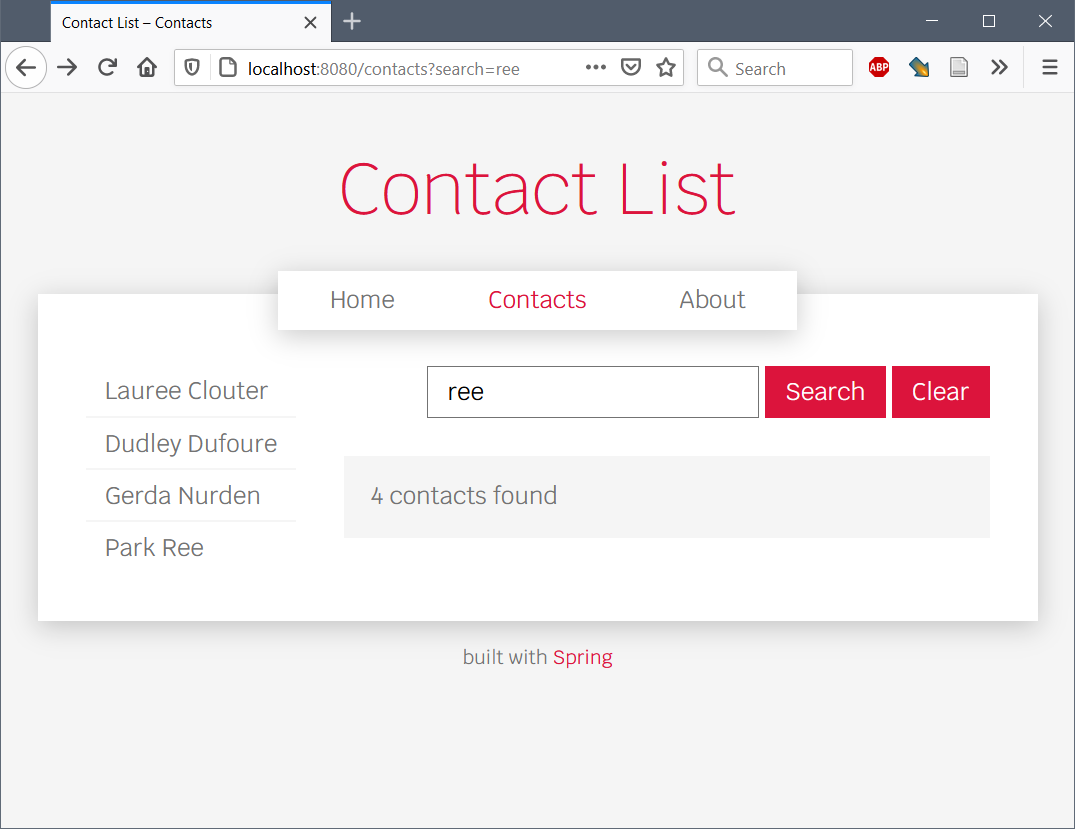 Contact List – Contacts
localhost:8080/contacts?search=ree
Search
ABP
Contact List
Home Contacts About
Lauree Clouter
Dudley Dufoure
Gerda Nurden
Park Ree
ree Search Clear
4 contacts found
built with Spring